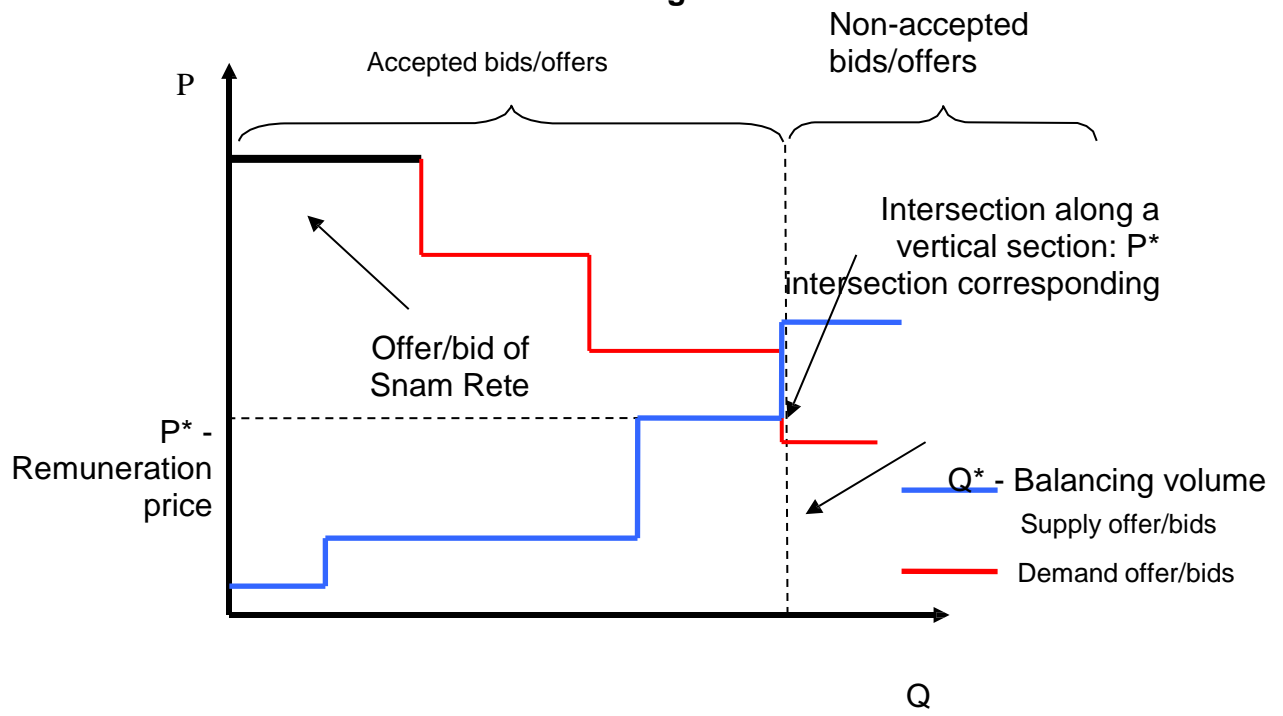 g
Non-accepted
bids/offers
Accepted bids/offers
P
Intersection along a
vertical section: P*
intersection corresponding
Offer/bid of
Snam Rete
P* -
Remuneration
price
Q* - Balancing volume
Supply offer/bids
Demand offer/bids
Q